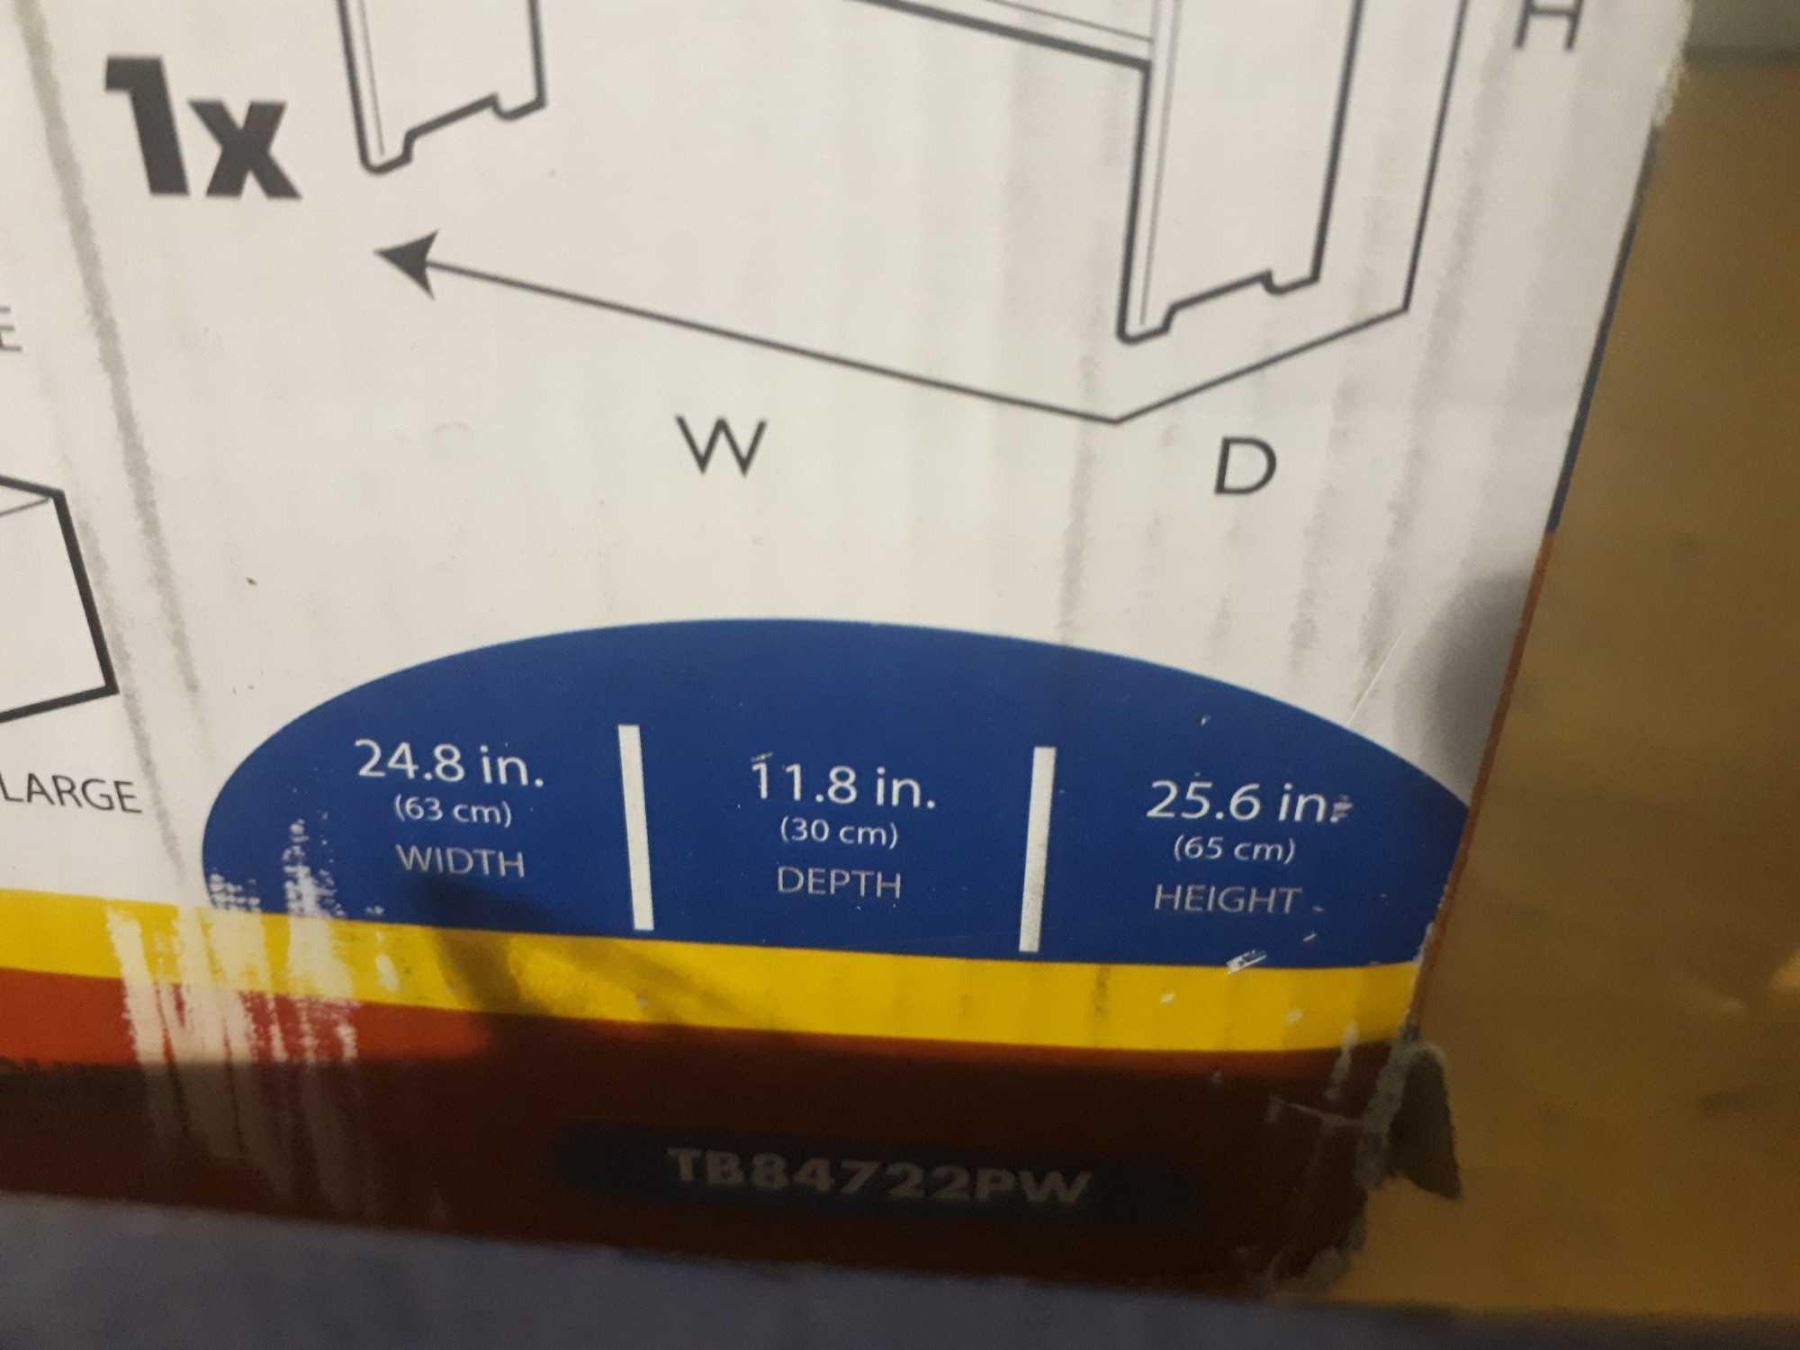 H
1x
E
W
D
LARGE
24.8 in.
(63 cm)
WIDTH
11.8 in.
(30 cm)
DEPTH
25.6 in.
(65 cm)
HEIGHT
TB84722PW